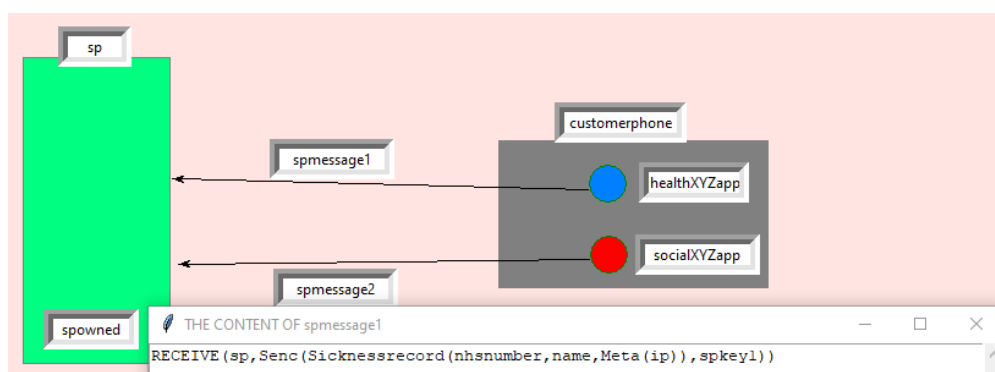 sp
customerphone
spmessage1
healthXYZapp
socialXYZapp
spmessage2
spowned
THE CONTENT OF spmessage1
RECEIVE(sp,Senc(Sicknessrecord(nhsnumber,name,Meta(ip)),spkey1))